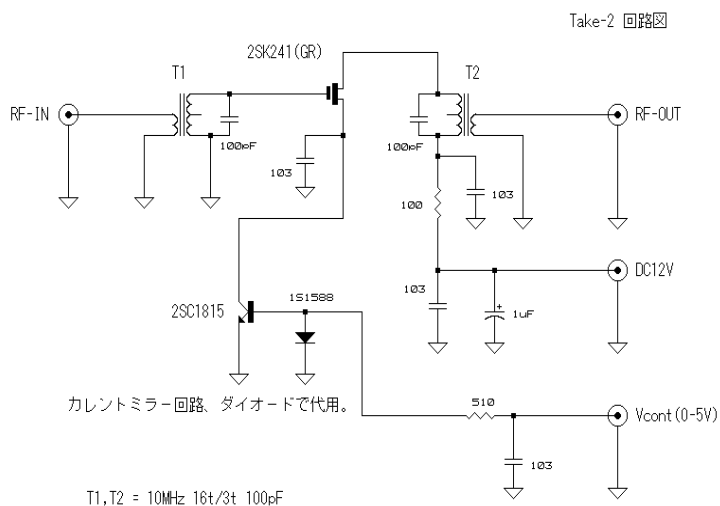 Take-2 回路図
2SK241(GR)
T1
T2
RF-IN
RF-OUT
100pF
100pF
103
103
100
DC12V
103
1uF
+
1S1588
2SC1815
カレントミラー回路、ダイオードで代用。
510
Vcont(0-5V)
103
T1,T2 = 10MHz 16t/3t 100pF